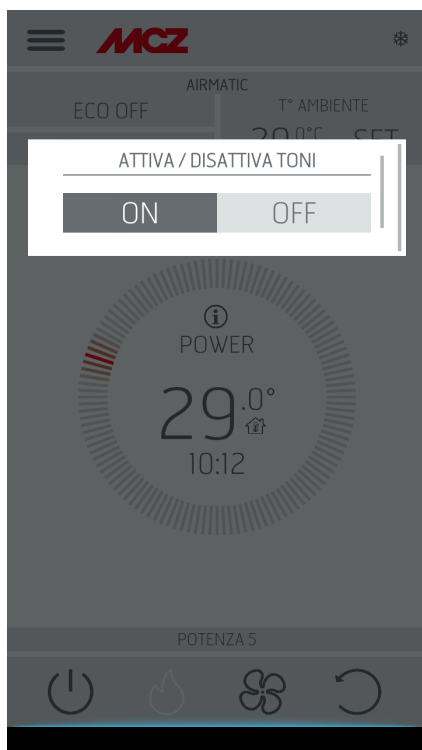 MCZ
AIRMATIC
ECO OFF
T° AMBIENTE
ATTIVA / DISATTIVA TONI
ON
OFF
POWER
29.0°
10:12
POTENZA 5